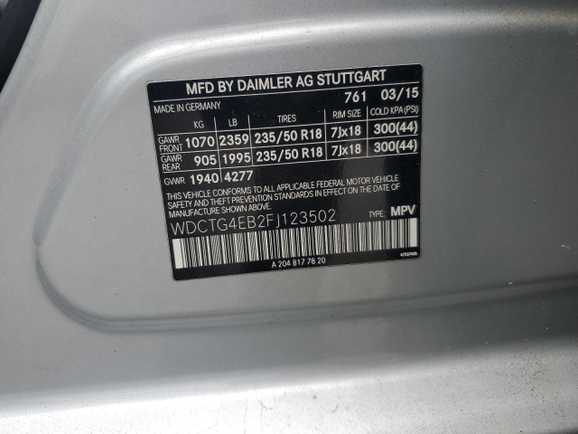 MFD BY DAIMLER AG STUTTGART
MADE IN GERMANY 761 03/15
KG LB TIRES RIM SIZE COLD KPA (PSI)
GAWR FRONT 1070 2359 235/50 R18 7Jx18 300(44)
GAWR REAR 905 1995 235/50 R18 7Jx18 300(44)
GVWR 1940 4277
THIS VEHICLE CONFORMS TO ALL APPLICABLE FEDERAL MOTOR VEHICLE
SAFETY AND THEFT PREVENTION STANDARDS IN EFFECT ON THE DATE
OF MANUFACTURE SHOWN ABOVE.
WDCTG4EB2FJ123502 TYPE: MPV
A 204 817 78 20